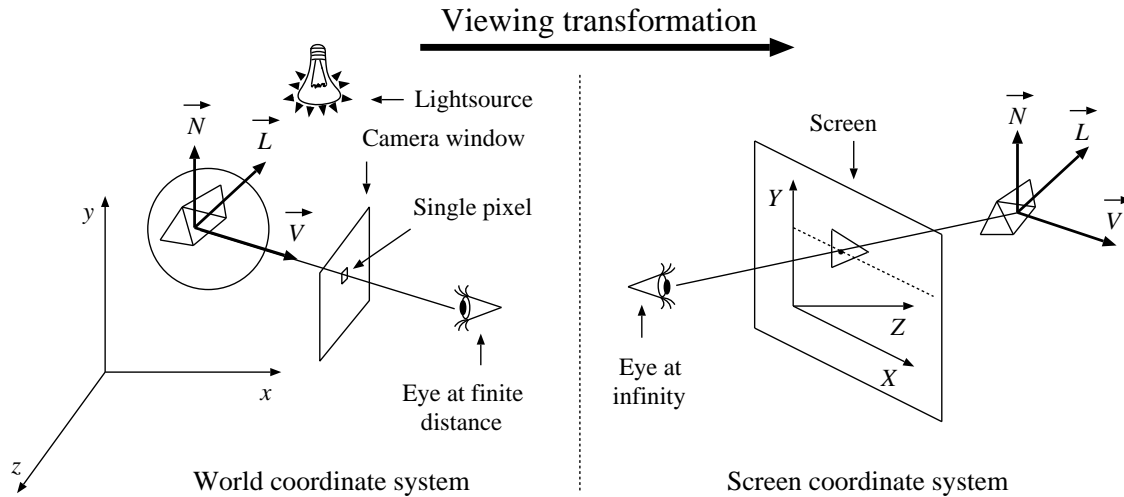 Viewing transformation
Lightsource
Camera window
Single pixel
N
L
V
y
x
z
Eye at finite
distance
World coordinate system
Screen
Y
Z
X
N
L
V
Eye at
infinity
Screen coordinate system